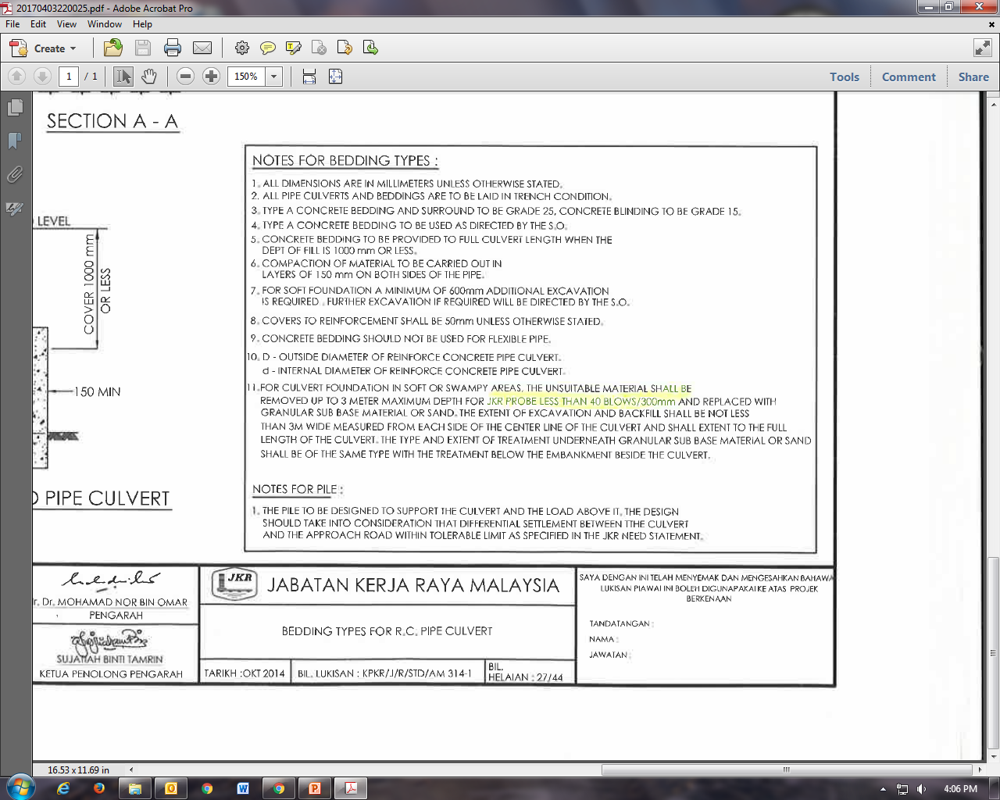 20170403220025.pdf - Adobe Acrobat Pro
File Edit View Window Help
Create
1 / 1
150%
Tools Comment Share
SECTION A - A
LEVEL
COVER 1000 mm
OR LESS
150 MIN
PIPE CULVERT
NOTES FOR BEDDING TYPES :
1. ALL DIMENSIONS ARE IN MILLIMETERS UNLESS OTHERWISE STATED.
2. ALL PIPE CULVERTS AND BEDDINGS ARE TO BE LAID IN TRENCH CONDITION.
3. TYPE A CONCRETE BEDDING AND SURROUND TO BE GRADE 25, CONCRETE BLINDING TO BE GRADE 15.
4. TYPE A CONCRETE BEDDING TO BE USED AS DIRECTED BY THE S.O.
5. CONCRETE BEDDING TO BE PROVIDED TO FULL CULVERT LENGTH WHEN THE
DEPT OF FILL IS 1000 mm OR LESS.
6. COMPACTION OF MATERIAL TO BE CARRIED OUT IN
LAYERS OF 150 mm ON BOTH SIDES OF THE PIPE.
7. FOR SOFT FOUNDATION A MINIMUM OF 600mm ADDITIONAL EXCAVATION
IS REQUIRED . FURTHER EXCAVATION IF REQUIRED WILL BE DIRECTED BY THE S.O.
8. COVERS TO REINFORCEMENT SHALL BE 50mm UNLESS OTHERWISE STATED.
9. CONCRETE BEDDING SHOULD NOT BE USED FOR FLEXIBLE PIPE.
10. D - OUTSIDE DIAMETER OF REINFORCE CONCRETE PIPE CULVERT.
d - INTERNAL DIAMETER OF REINFORCE CONCRETE PIPE CULVERT.
11. FOR CULVERT FOUNDATION IN SOFT OR SWAMPY AREAS, THE UNSUITABLE MATERIAL SHALL BE
REMOVED UP TO 3 METER MAXIMUM DEPTH FOR JKR PROBE LESS THAN 40 BLOWS/300mm AND REPLACED WITH
GRANULAR SUB BASE MATERIAL OR SAND. THE EXTENT OF EXCAVATION AND BACKFILL SHALL BE NOT LESS
THAN 3M WIDE MEASURED FROM EACH SIDE OF THE CENTER LINE OF THE CULVERT AND SHALL EXTENT TO THE FULL
LENGTH OF THE CULVERT. THE TYPE AND EXTENT OF TREATMENT UNDERNEATH GRANULAR SUB BASE MATERIAL OR SAND
SHALL BE OF THE SAME TYPE WITH THE TREATMENT BELOW THE EMBANKMENT BESIDE THE CULVERT.
NOTES FOR PILE :
1. THE PILE TO BE DESIGNED TO SUPPORT THE CULVERT AND THE LOAD ABOVE IT. THE DESIGN
SHOULD TAKE INTO CONSIDERATION THAT DIFFERENTIAL SETTLEMENT BETWEEN TTHE CULVERT
AND THE APPROACH ROAD WITHIN TOLERABLE LIMIT AS SPECIFIED IN THE JKR NEED STATEMENT.
r. Dr. MOHAMAD NOR BIN OMAR
PENGARAH
SUJATIAH BINTI TAMRIN
KETUA PENOLONG PENGARAH
JKR
JABATAN KERJA RAYA MALAYSIA
BEDDING TYPES FOR R.C. PIPE CULVERT
TARIKH :OKT 2014
BIL. LUKISAN : KPKR/J/R/STD/AM 314-1
BIL.
HELAIAN : 27/44
SAYA DENGAN INI TELAH MENYEMAK DAN MENGESAHKAN BAHAWA
LUKISAN PIAWAI INI BOLEH DIGUNAPAKAI KE ATAS PROJEK
BERKENAAN
TANDATANGAN :
NAMA :
JAWATAN :
16.53 x 11.69 in
4:06 PM